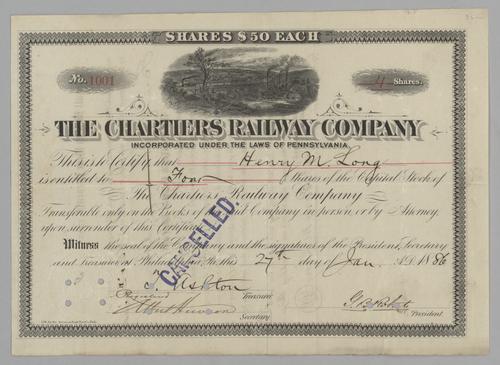 SHARES $50 EACH
No. 1001
4 Shares.
THE CHARTIERS RAILWAY COMPANY
INCORPORATED UNDER THE LAWS OF PENNSYLVANIA
This is to Certify that Henry M. Long
is entitled to Four Shares of the Capital Stock of
The Chartiers Railway Company
Transferable only on the Books of said Company in person, or by Attorney,
upon surrender of this Certificate.
Witness the seal of the Company and the signatures of the President, Secretary
and Treasurer at Philadelphia, Pa. this 27th day of Jan. A.D. 1886
CANCELLED
Ashton
Treasurer
Secretary
President